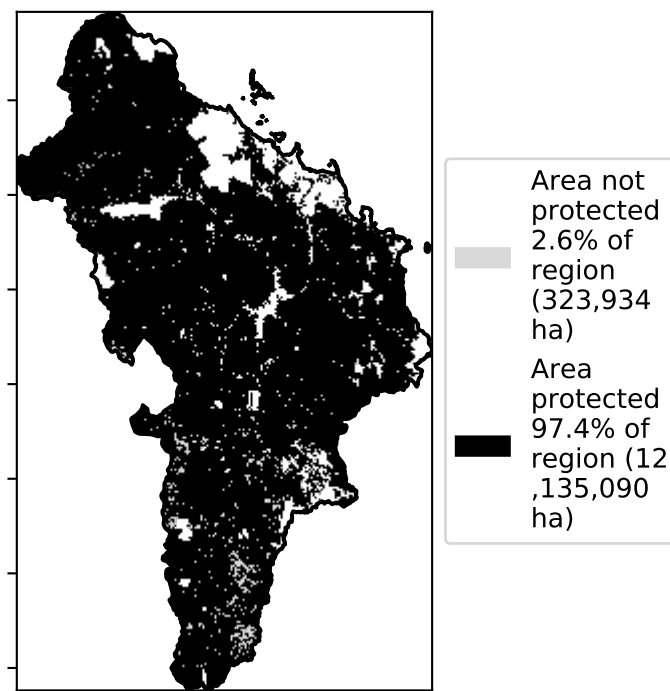 Area not
protected
2.6% of
region
(323,934
ha)
Area
protected
97.4% of
region (12
,135,090
ha)